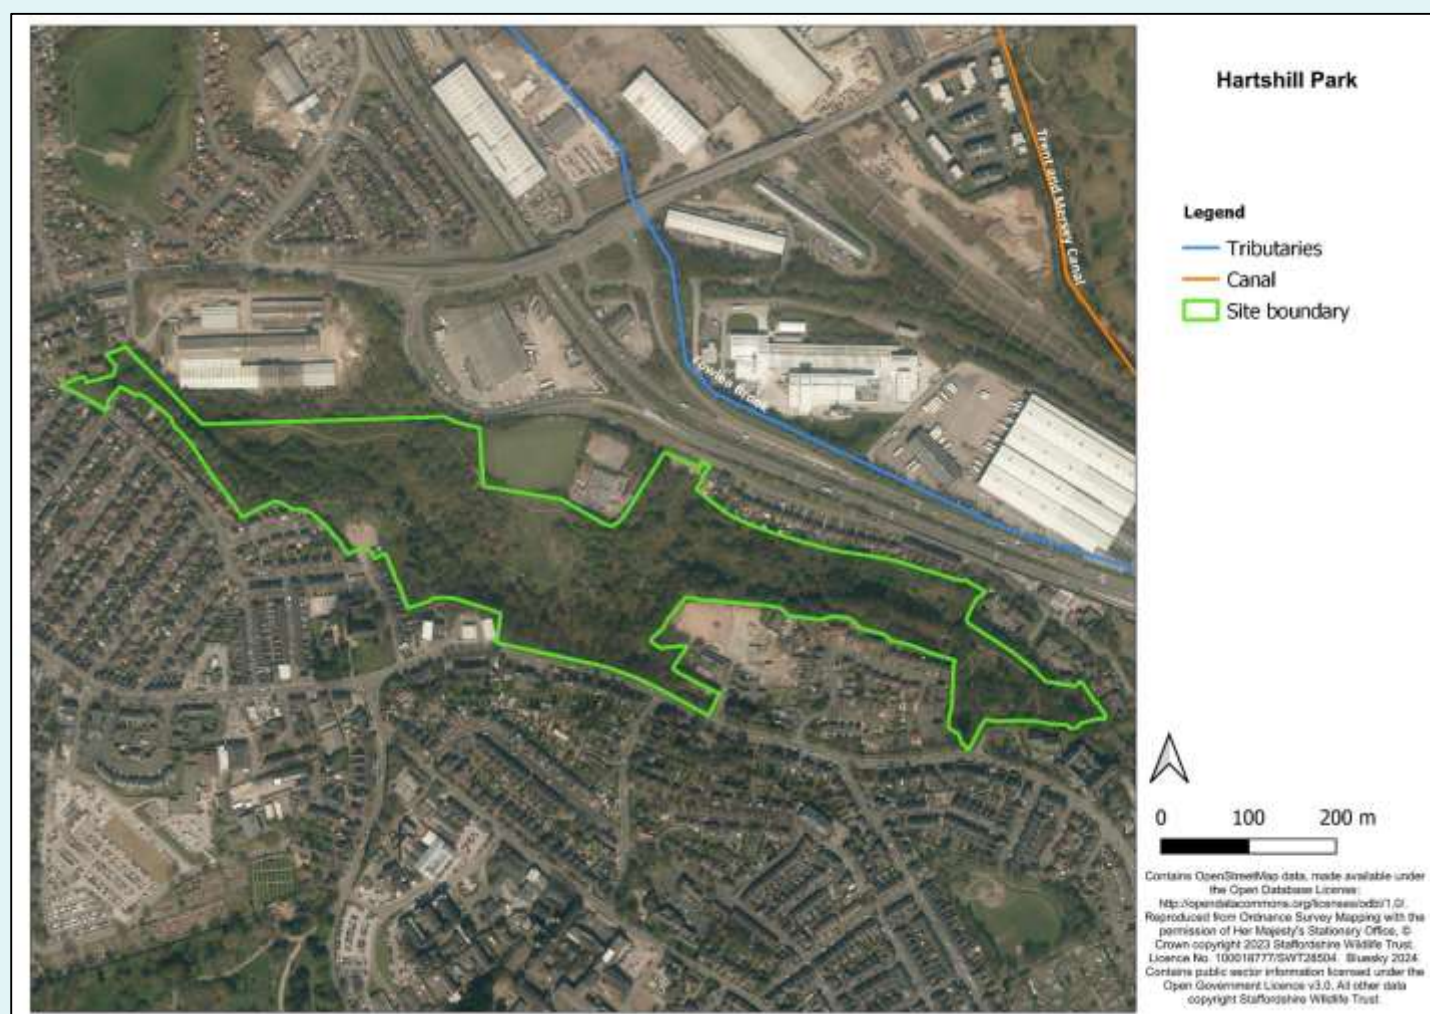 Hartshill Park
Legend
Tributaries
Canal
Site boundary
Trent and Mersey Canal
Fowlea Brook
0 100 200 m
Contains OpenStreetMap data, made available under
the Open Database License:
http://opendatacommons.org/licenses/odbl/1.0/.
Reproduced from Ordnance Survey Mapping with the
permission of Her Majesty's Stationery Office, ©
Crown copyright 2023 Staffordshire Wildlife Trust.
Licence No. 100018777/SWT28504. Bluesky 2024
Contains public sector information licensed under the
Open Government Licence v3.0. All other data
copyright Staffordshire Wildlife Trust